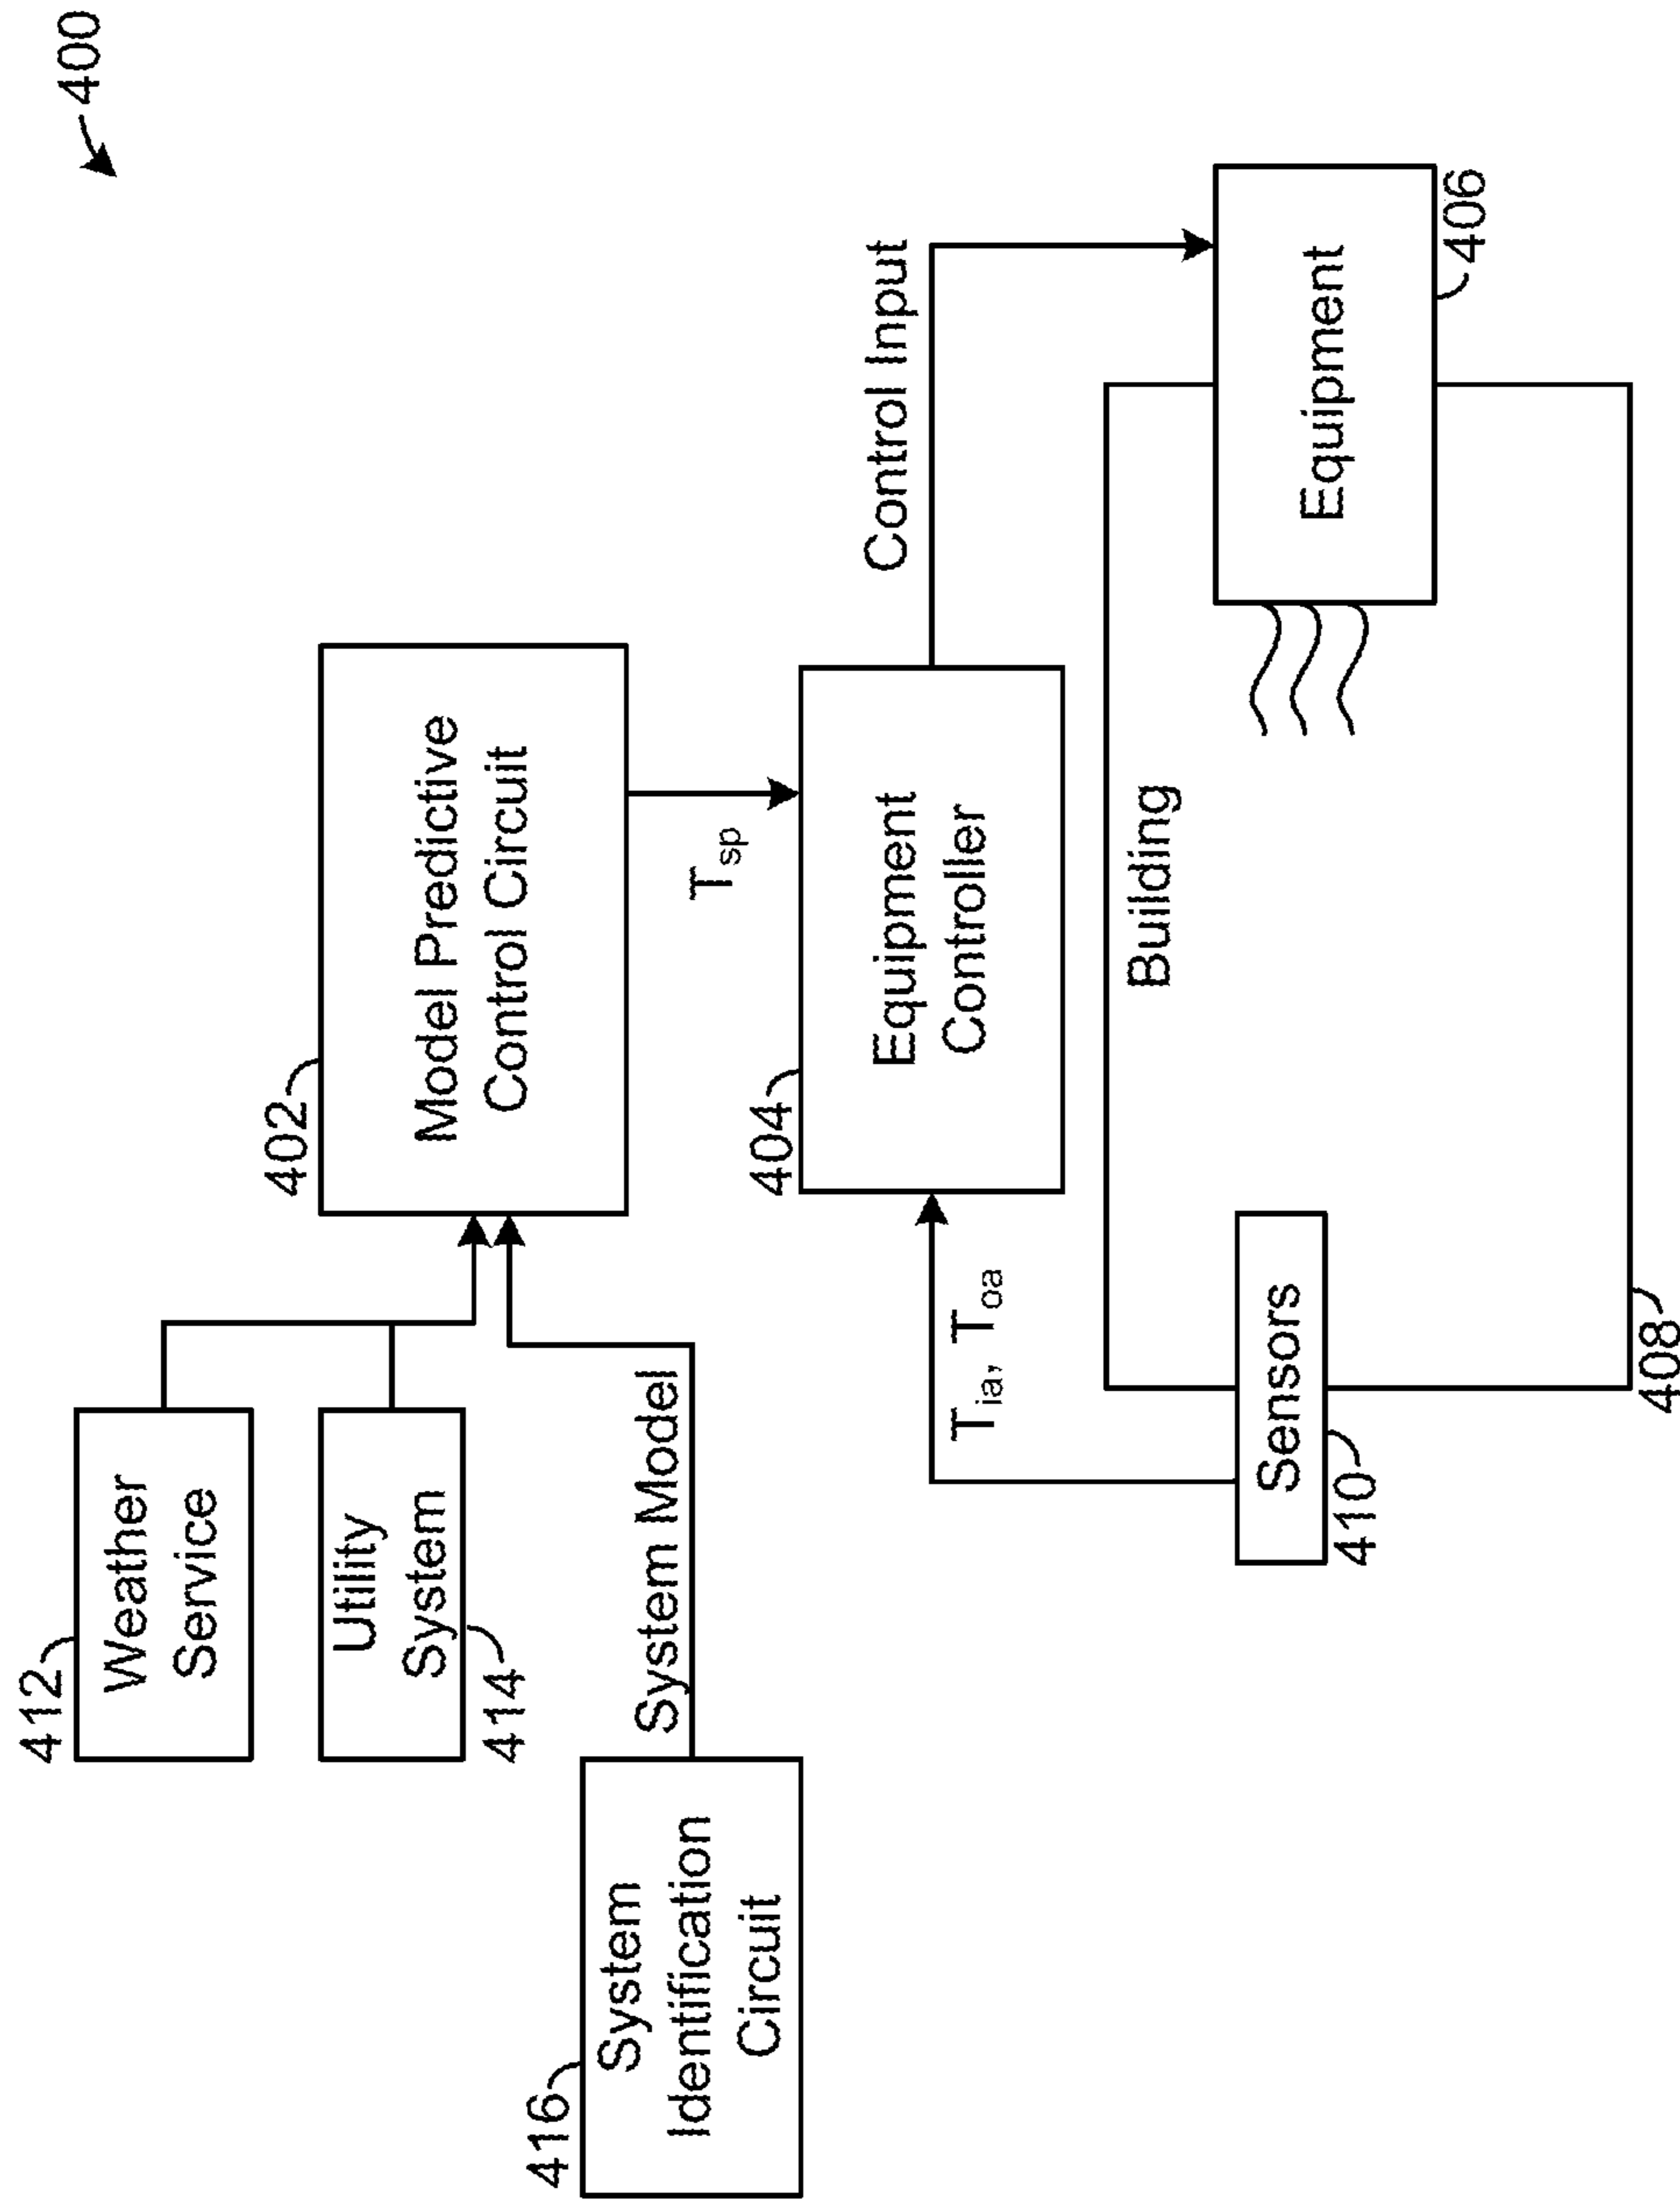 400
412
Weather
Service
402
Model Predictive
Control Circuit
Utility
System
414
System Model
416
System
Identification
Circuit
Tsp
404
Equipment
Controller
Control Input
Tia, Toa
Building
Equipment
406
Sensors
410
408